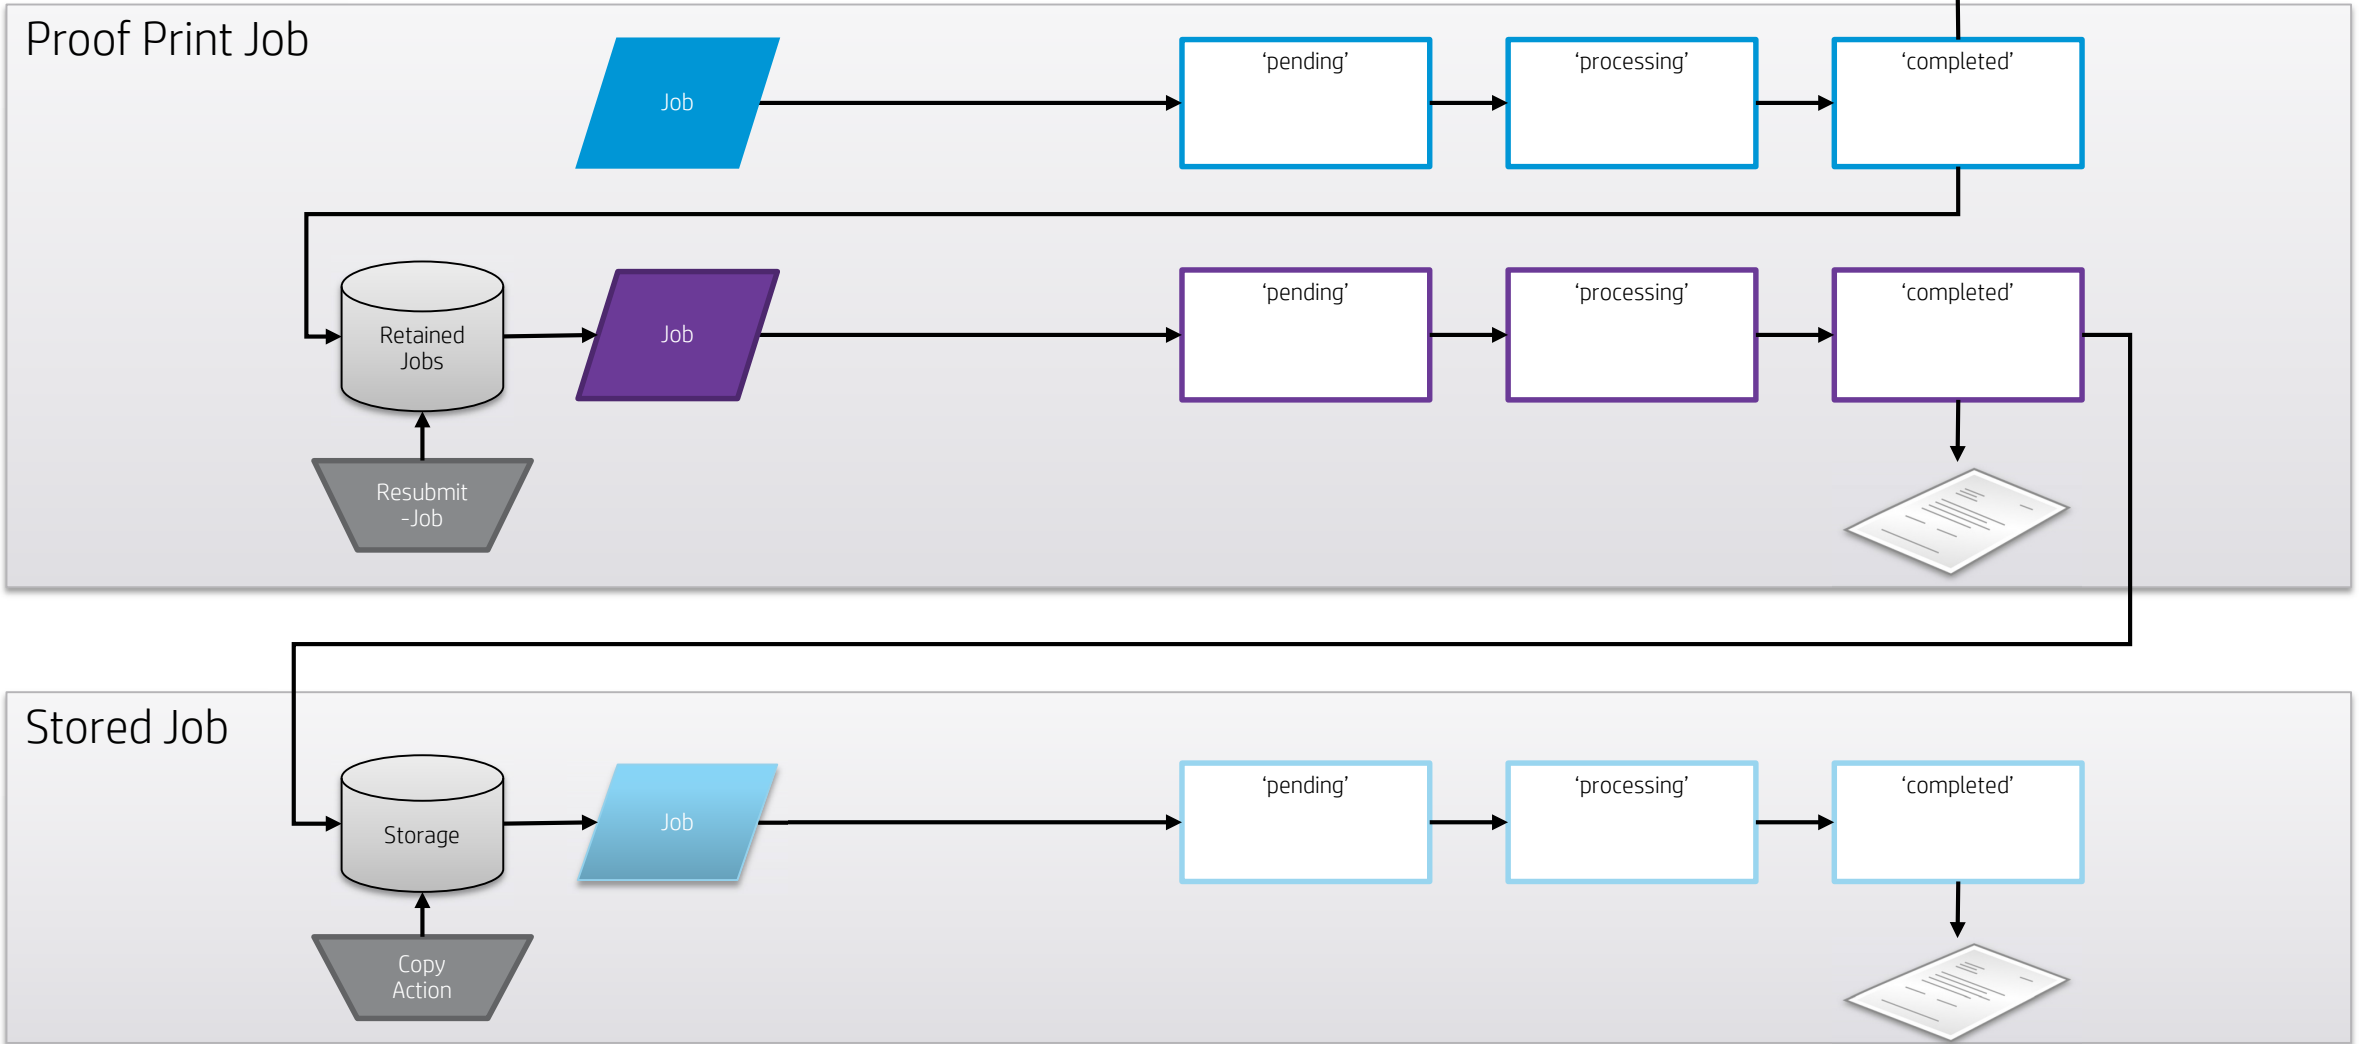 Proof Print Job
Job
‘pending’
‘processing’
‘completed’
Retained
Jobs
Job
‘pending’
‘processing’
‘completed’
Resubmit
-Job
Stored Job
Storage
Job
‘pending’
‘processing’
‘completed’
Copy
Action